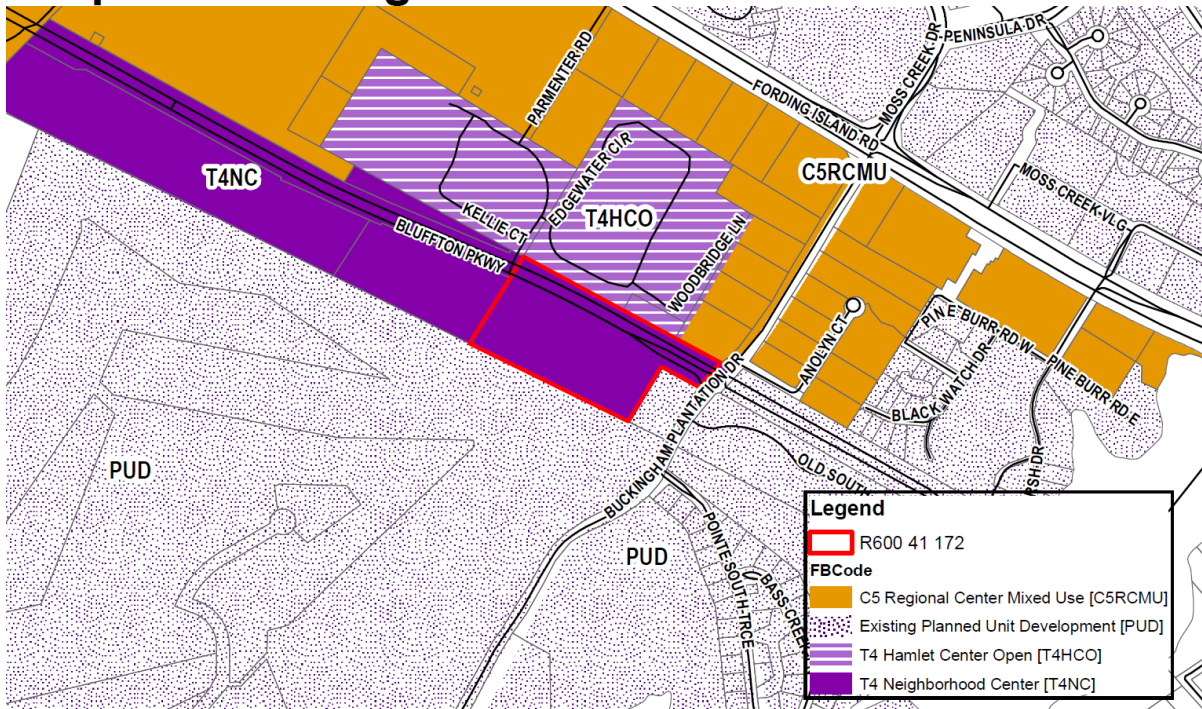 PENINSULA DR
PARMENTER RD
MOSS CREEK DR
FORDING ISLAND RD
C5RCMU
MOSS CREEK VLG
T4NC
EDGEWATER CIR
KELLIE CT
T4HCO
WOODBRIDGE LN
BLUFFTON PKWY
ANOLYN CT
PINE BURR RD W
PINE BURR RD E
BLACK WATCH DR
BUCKINGHAM PLANTATION DR
OLD SOUTH
RSH DR
PUD
PUD
POINTE SOUTH TRCE
BASS CREEK
Legend
R600 41 172
FBCode
C5 Regional Center Mixed Use [C5RCMU]
Existing Planned Unit Development [PUD]
T4 Hamlet Center Open [T4HCO]
T4 Neighborhood Center [T4NC]